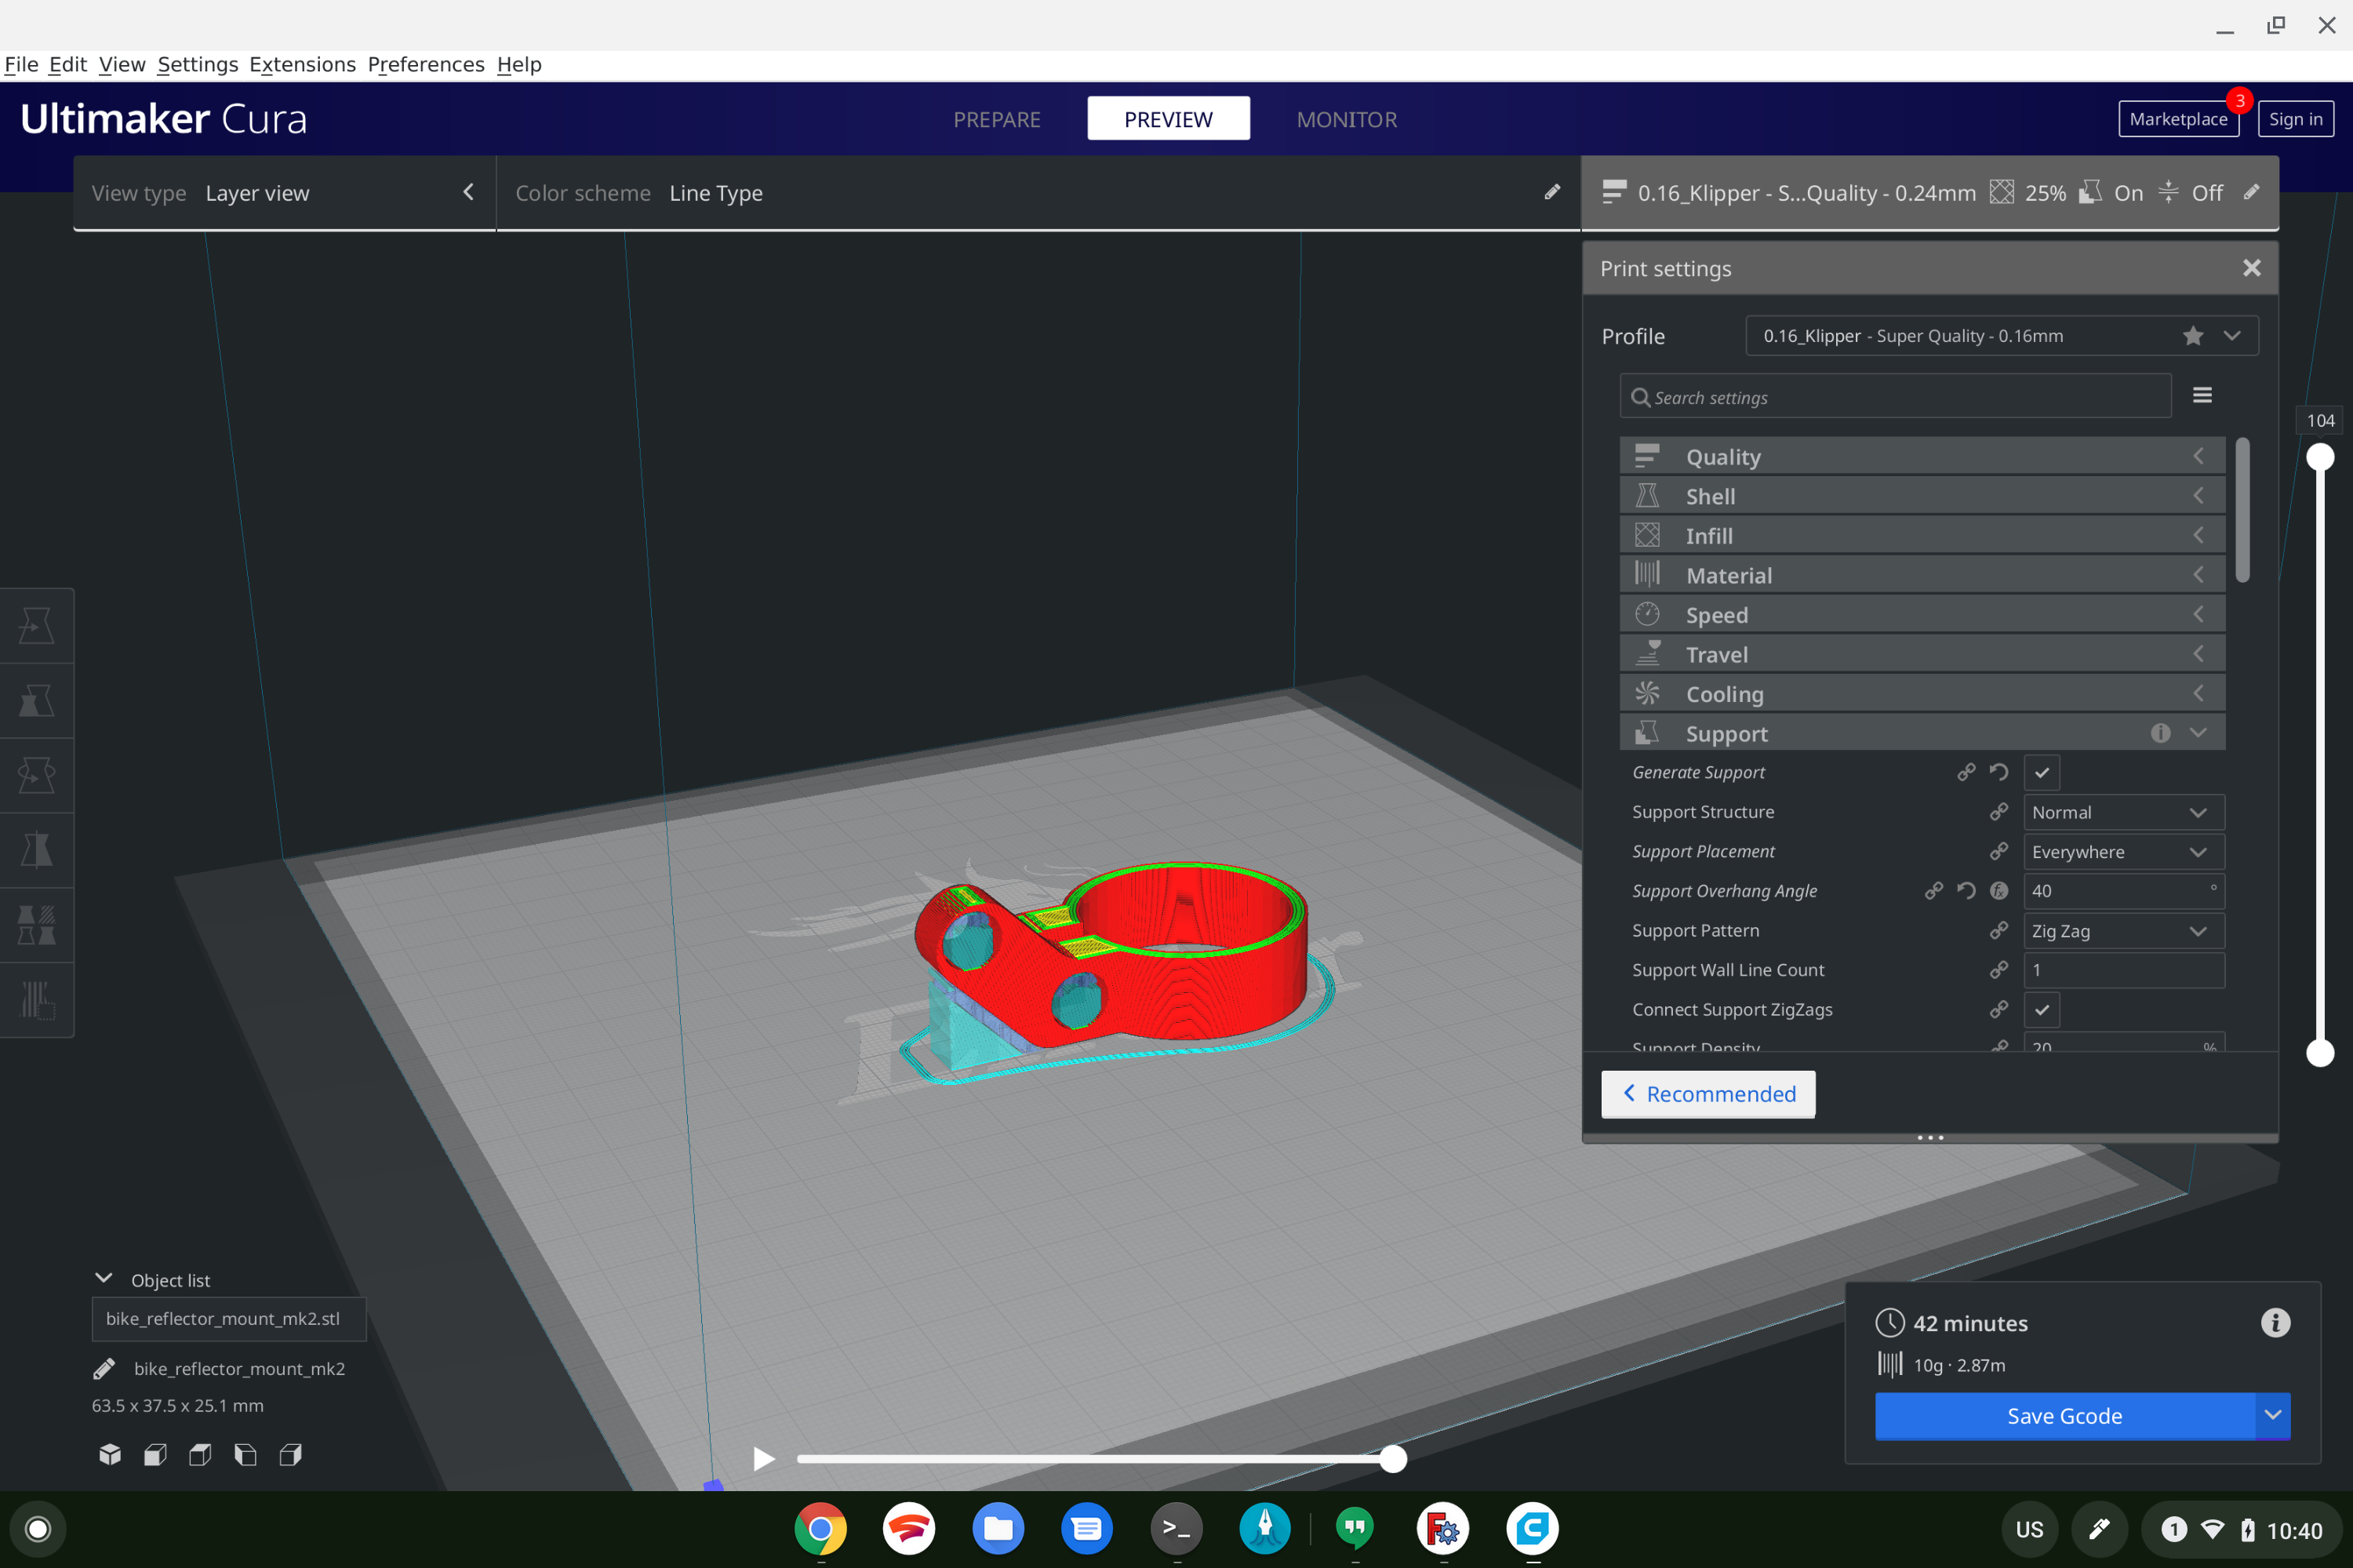 File Edit View Settings Extensions Preferences Help
Ultimaker Cura
PREPARE
PREVIEW
MONITOR
Marketplace
3
Sign in
View type Layer view
Color scheme Line Type
0.16_Klipper - S...Quality - 0.24mm 25% On Off
Print settings
Profile
0.16_Klipper - Super Quality - 0.16mm
Search settings
104
Quality
Shell
Infill
Material
Speed
Travel
Cooling
Support
Generate Support
Support Structure Normal
Support Placement Everywhere
Support Overhang Angle 40 °
Support Pattern Zig Zag
Support Wall Line Count 1
Connect Support ZigZags
Support Density 20 %
Recommended
Object list
bike_reflector_mount_mk2.stl
bike_reflector_mount_mk2
63.5 x 37.5 x 25.1 mm
42 minutes
10g · 2.87m
Save Gcode
US
1
10:40